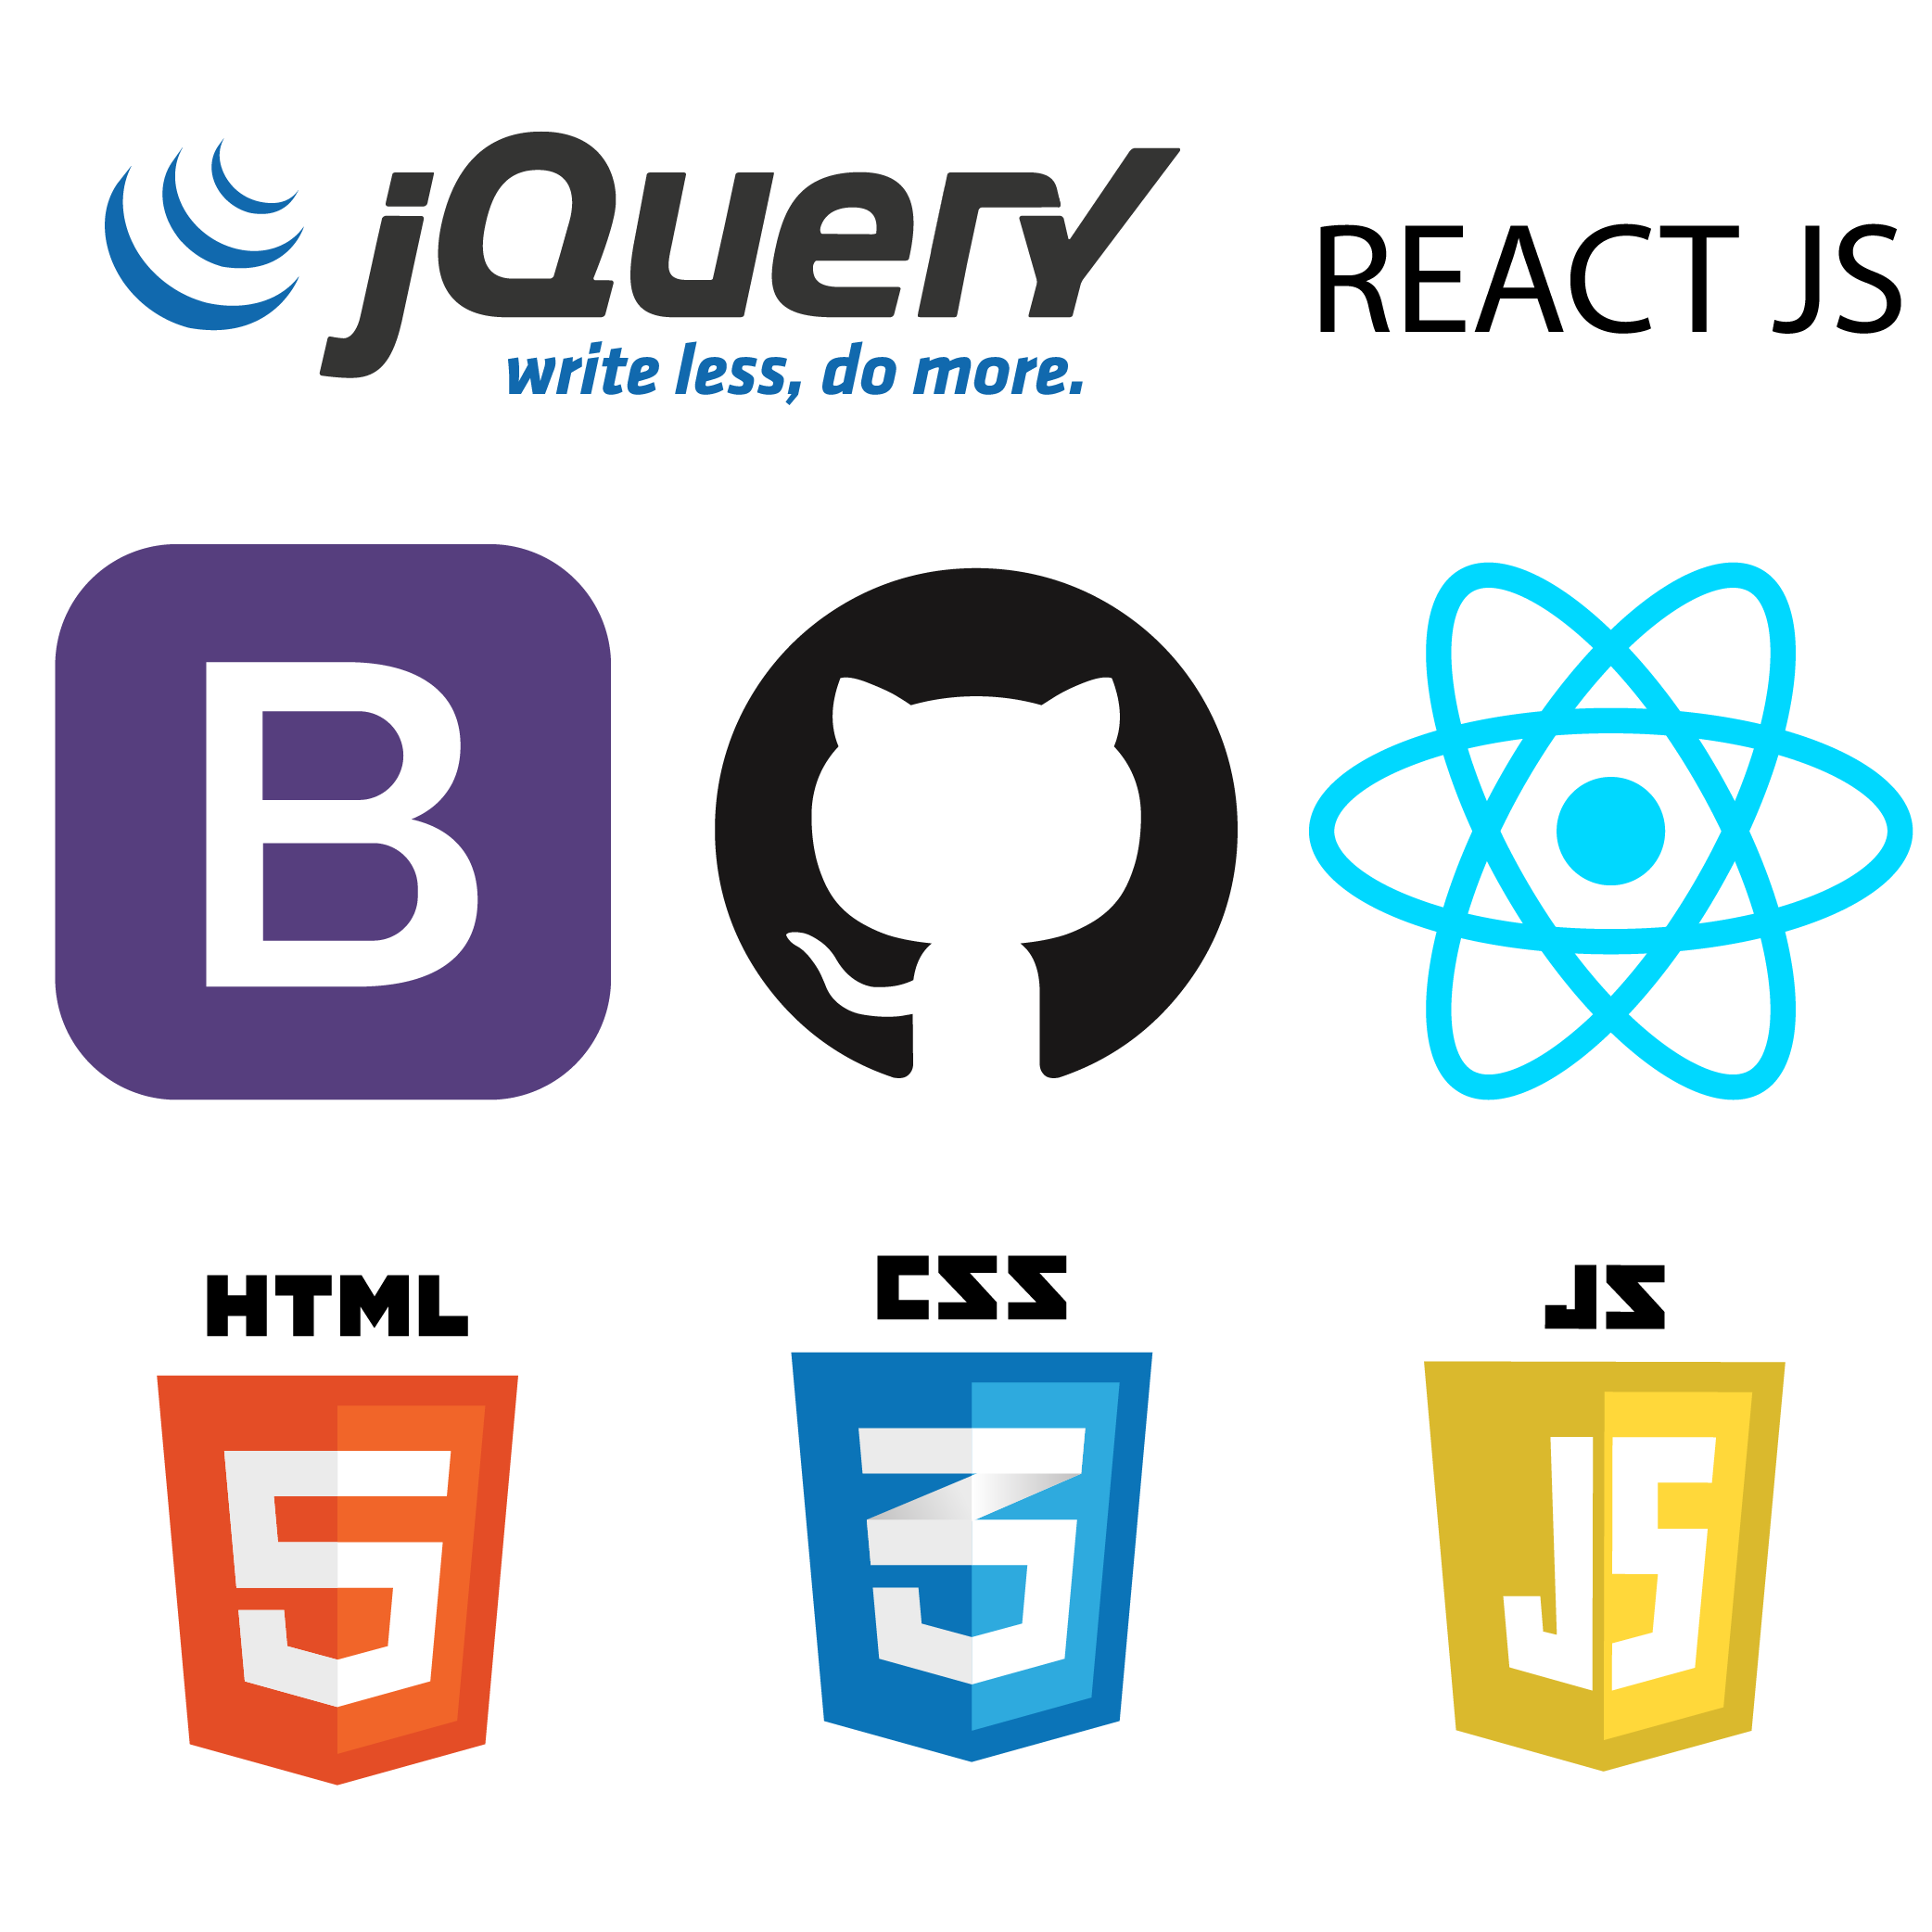 jQuery
write less, do more.
REACT JS
B
HTML
CSS
JS
5
3
JS